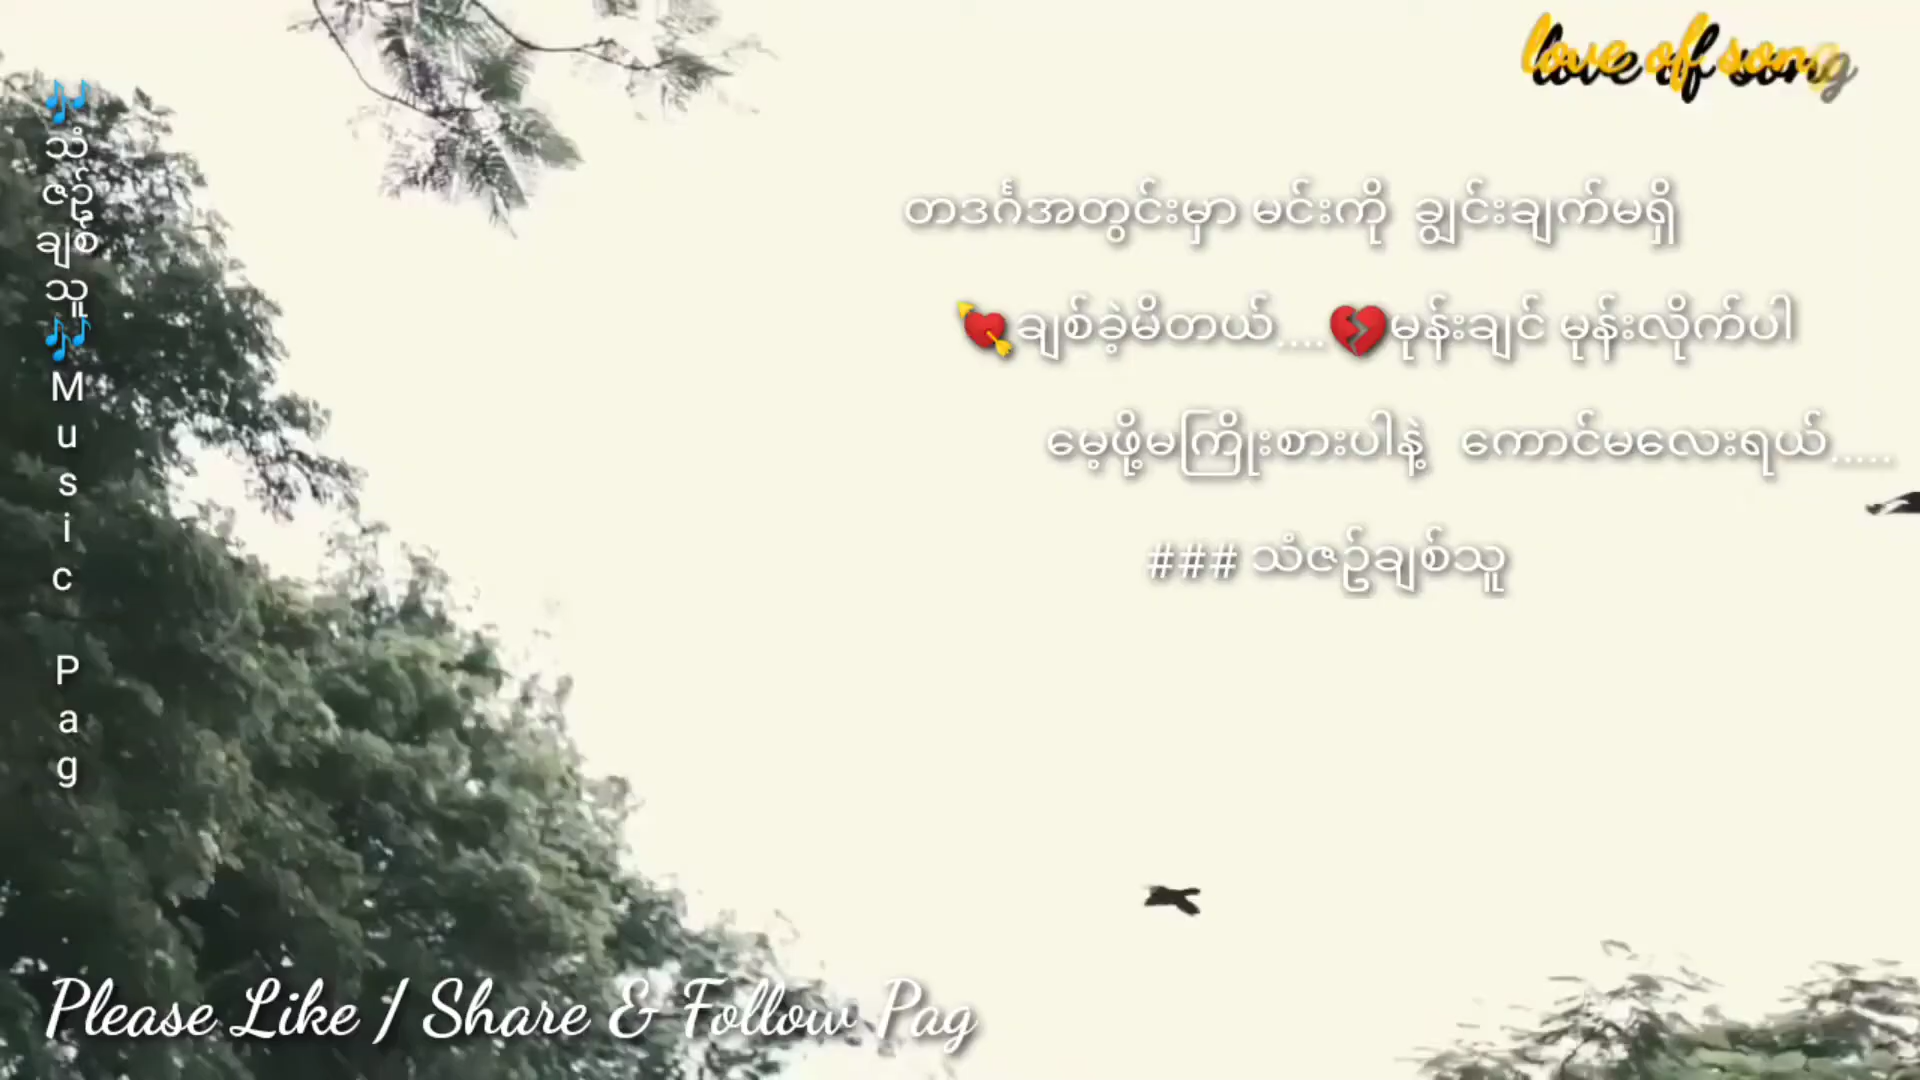 love of song
တဒင်္ဂအတွင်းမှာ မင်းကို ချွင်းချက်မရှိ
💘ချစ်ခဲ့မိတယ်....💔မုန်းချင် မုန်းလိုက်ပါ
မေ့ဖို့မကြိုးစားပါနဲ့ ကောင်မလေးရယ်.....
### သံဇဥ်ချစ်သူ
🎶သံဇဉ်ချစ်သူ🎶Music Pag
Please Like / Share & Follow Pag